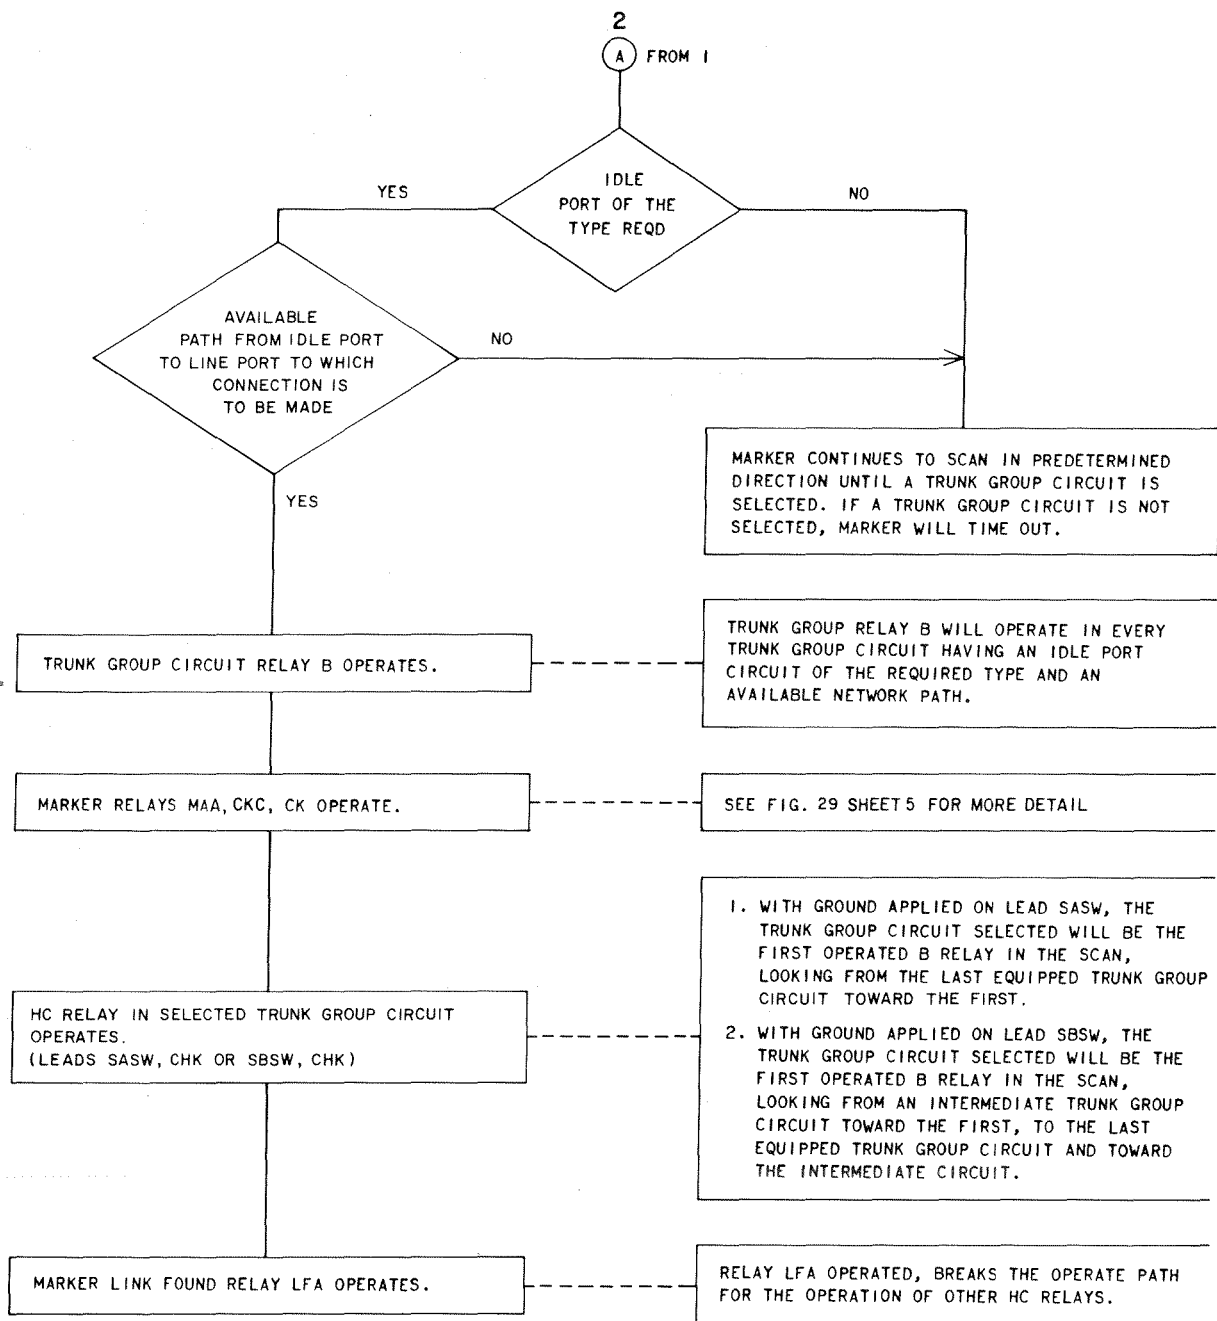 2
A FROM 1
IDLE
PORT OF THE
TYPE REQD
YES
NO
AVAILABLE
PATH FROM IDLE PORT
TO LINE PORT TO WHICH
CONNECTION IS
TO BE MADE
NO
YES
MARKER CONTINUES TO SCAN IN PREDETERMINED
DIRECTION UNTIL A TRUNK GROUP CIRCUIT IS
SELECTED. IF A TRUNK GROUP CIRCUIT IS NOT
SELECTED, MARKER WILL TIME OUT.
TRUNK GROUP CIRCUIT RELAY B OPERATES.
TRUNK GROUP RELAY B WILL OPERATE IN EVERY
TRUNK GROUP CIRCUIT HAVING AN IDLE PORT
CIRCUIT OF THE REQUIRED TYPE AND AN
AVAILABLE NETWORK PATH.
MARKER RELAYS MAA, CKC, CK OPERATE.
SEE FIG. 29 SHEET 5 FOR MORE DETAIL
HC RELAY IN SELECTED TRUNK GROUP CIRCUIT
OPERATES.
(LEADS SASW, CHK OR SBSW, CHK)
1. WITH GROUND APPLIED ON LEAD SASW, THE
TRUNK GROUP CIRCUIT SELECTED WILL BE THE
FIRST OPERATED B RELAY IN THE SCAN,
LOOKING FROM THE LAST EQUIPPED TRUNK GROUP
CIRCUIT TOWARD THE FIRST.
2. WITH GROUND APPLIED ON LEAD SBSW, THE
TRUNK GROUP CIRCUIT SELECTED WILL BE THE
FIRST OPERATED B RELAY IN THE SCAN,
LOOKING FROM AN INTERMEDIATE TRUNK GROUP
CIRCUIT TOWARD THE FIRST, TO THE LAST
EQUIPPED TRUNK GROUP CIRCUIT AND TOWARD
THE INTERMEDIATE CIRCUIT.
MARKER LINK FOUND RELAY LFA OPERATES.
RELAY LFA OPERATED, BREAKS THE OPERATE PATH
FOR THE OPERATION OF OTHER HC RELAYS.